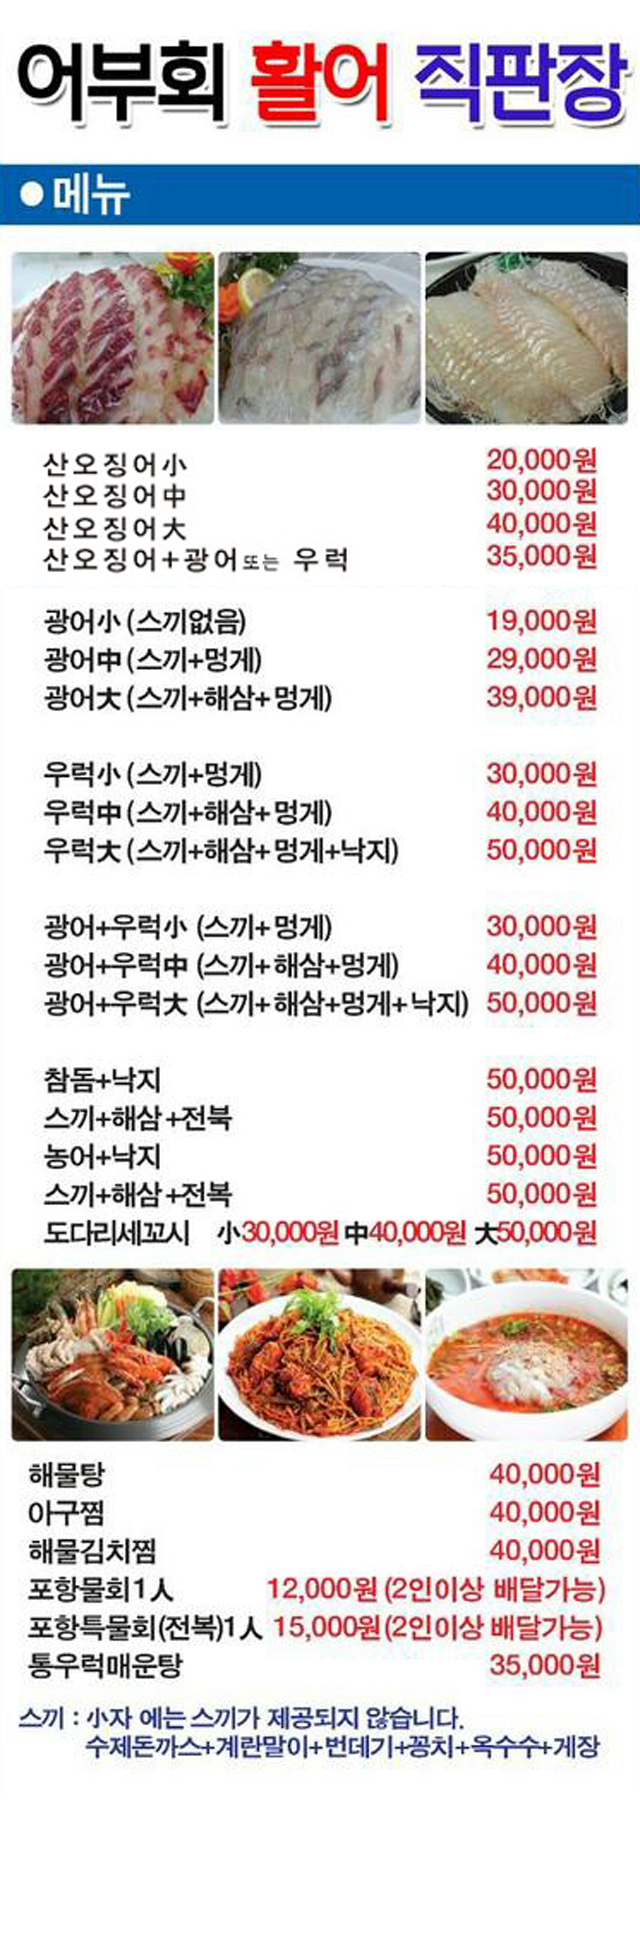 어부회 활어 직판장
● 메뉴
산오징어小 20,000원
산오징어中 30,000원
산오징어大 40,000원
산오징어+광어또는 우럭 35,000원
광어小 (스끼없음) 19,000원
광어中 (스끼+멍게) 29,000원
광어大 (스끼+해삼+멍게) 39,000원
우럭小 (스끼+멍게) 30,000원
우럭中 (스끼+해삼+멍게) 40,000원
우럭大 (스끼+해삼+멍게+낙지) 50,000원
광어+우럭小 (스끼+멍게) 30,000원
광어+우럭中 (스끼+해삼+멍게) 40,000원
광어+우럭大 (스끼+해삼+멍게+낙지) 50,000원
참돔+낙지 50,000원
스끼+해삼+전북 50,000원
농어+낙지 50,000원
스끼+해삼+전복 50,000원
도다리세꼬시 小30,000원 中40,000원 大50,000원
해물탕 40,000원
아구찜 40,000원
해물김치찜 40,000원
포항물회1人 12,000원 (2인이상 배달가능)
포항특물회(전복)1人 15,000원(2인이상 배달가능)
통우럭매운탕 35,000원
스끼 : 小자 에는 스끼가 제공되지 않습니다.
수제돈까스+계란말이+번데기+꽁치+옥수수+게장